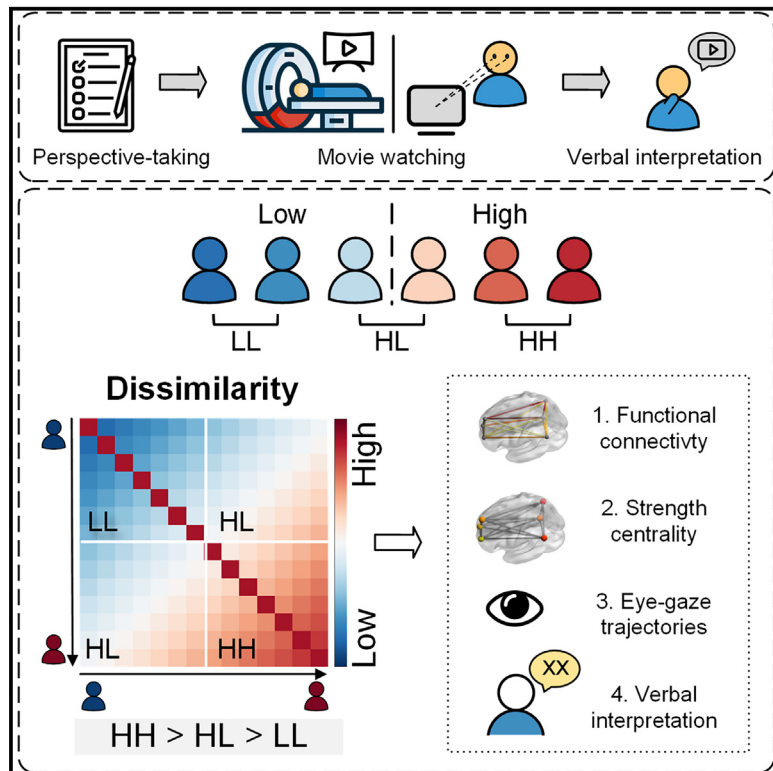 Perspective-taking
Movie watching
Verbal interpretation
Low
High
LL
HL
HH
Dissimilarity
LL
HL
HL
HH
High
Low
HH > HL > LL
1. Functional
connectivty
2. Strength
centrality
3. Eye-gaze
trajectories
XX
4. Verbal
interpretation